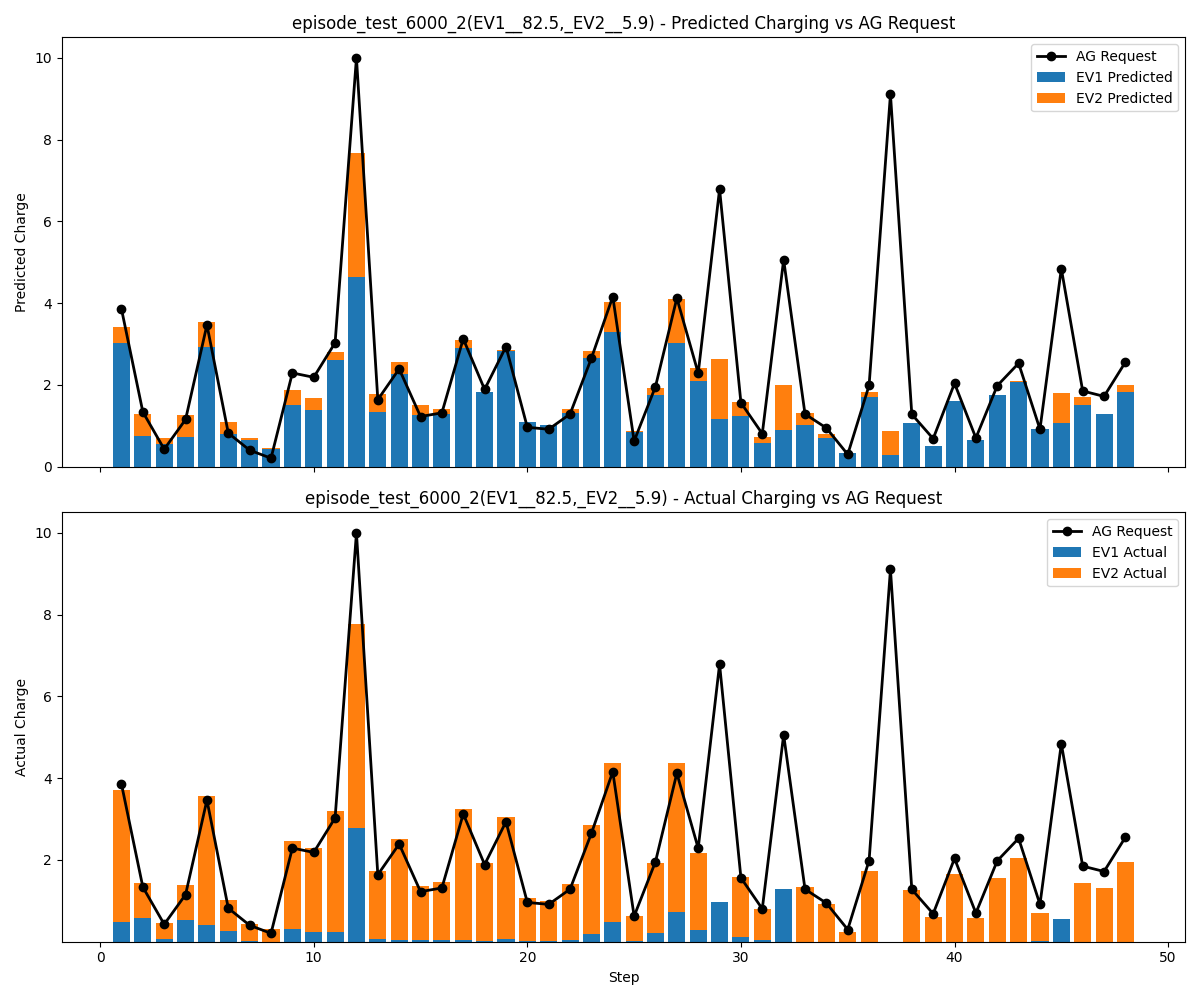 episode_test_6000_2(EV1__82.5,_EV2__5.9) - Predicted Charging vs AG Request
10
8
6
4
2
0
Predicted Charge
AG Request
EV1 Predicted
EV2 Predicted
episode_test_6000_2(EV1__82.5,_EV2__5.9) - Actual Charging vs AG Request
10
8
6
4
2
Actual Charge
AG Request
EV1 Actual
EV2 Actual
0
10
20
30
40
50
Step